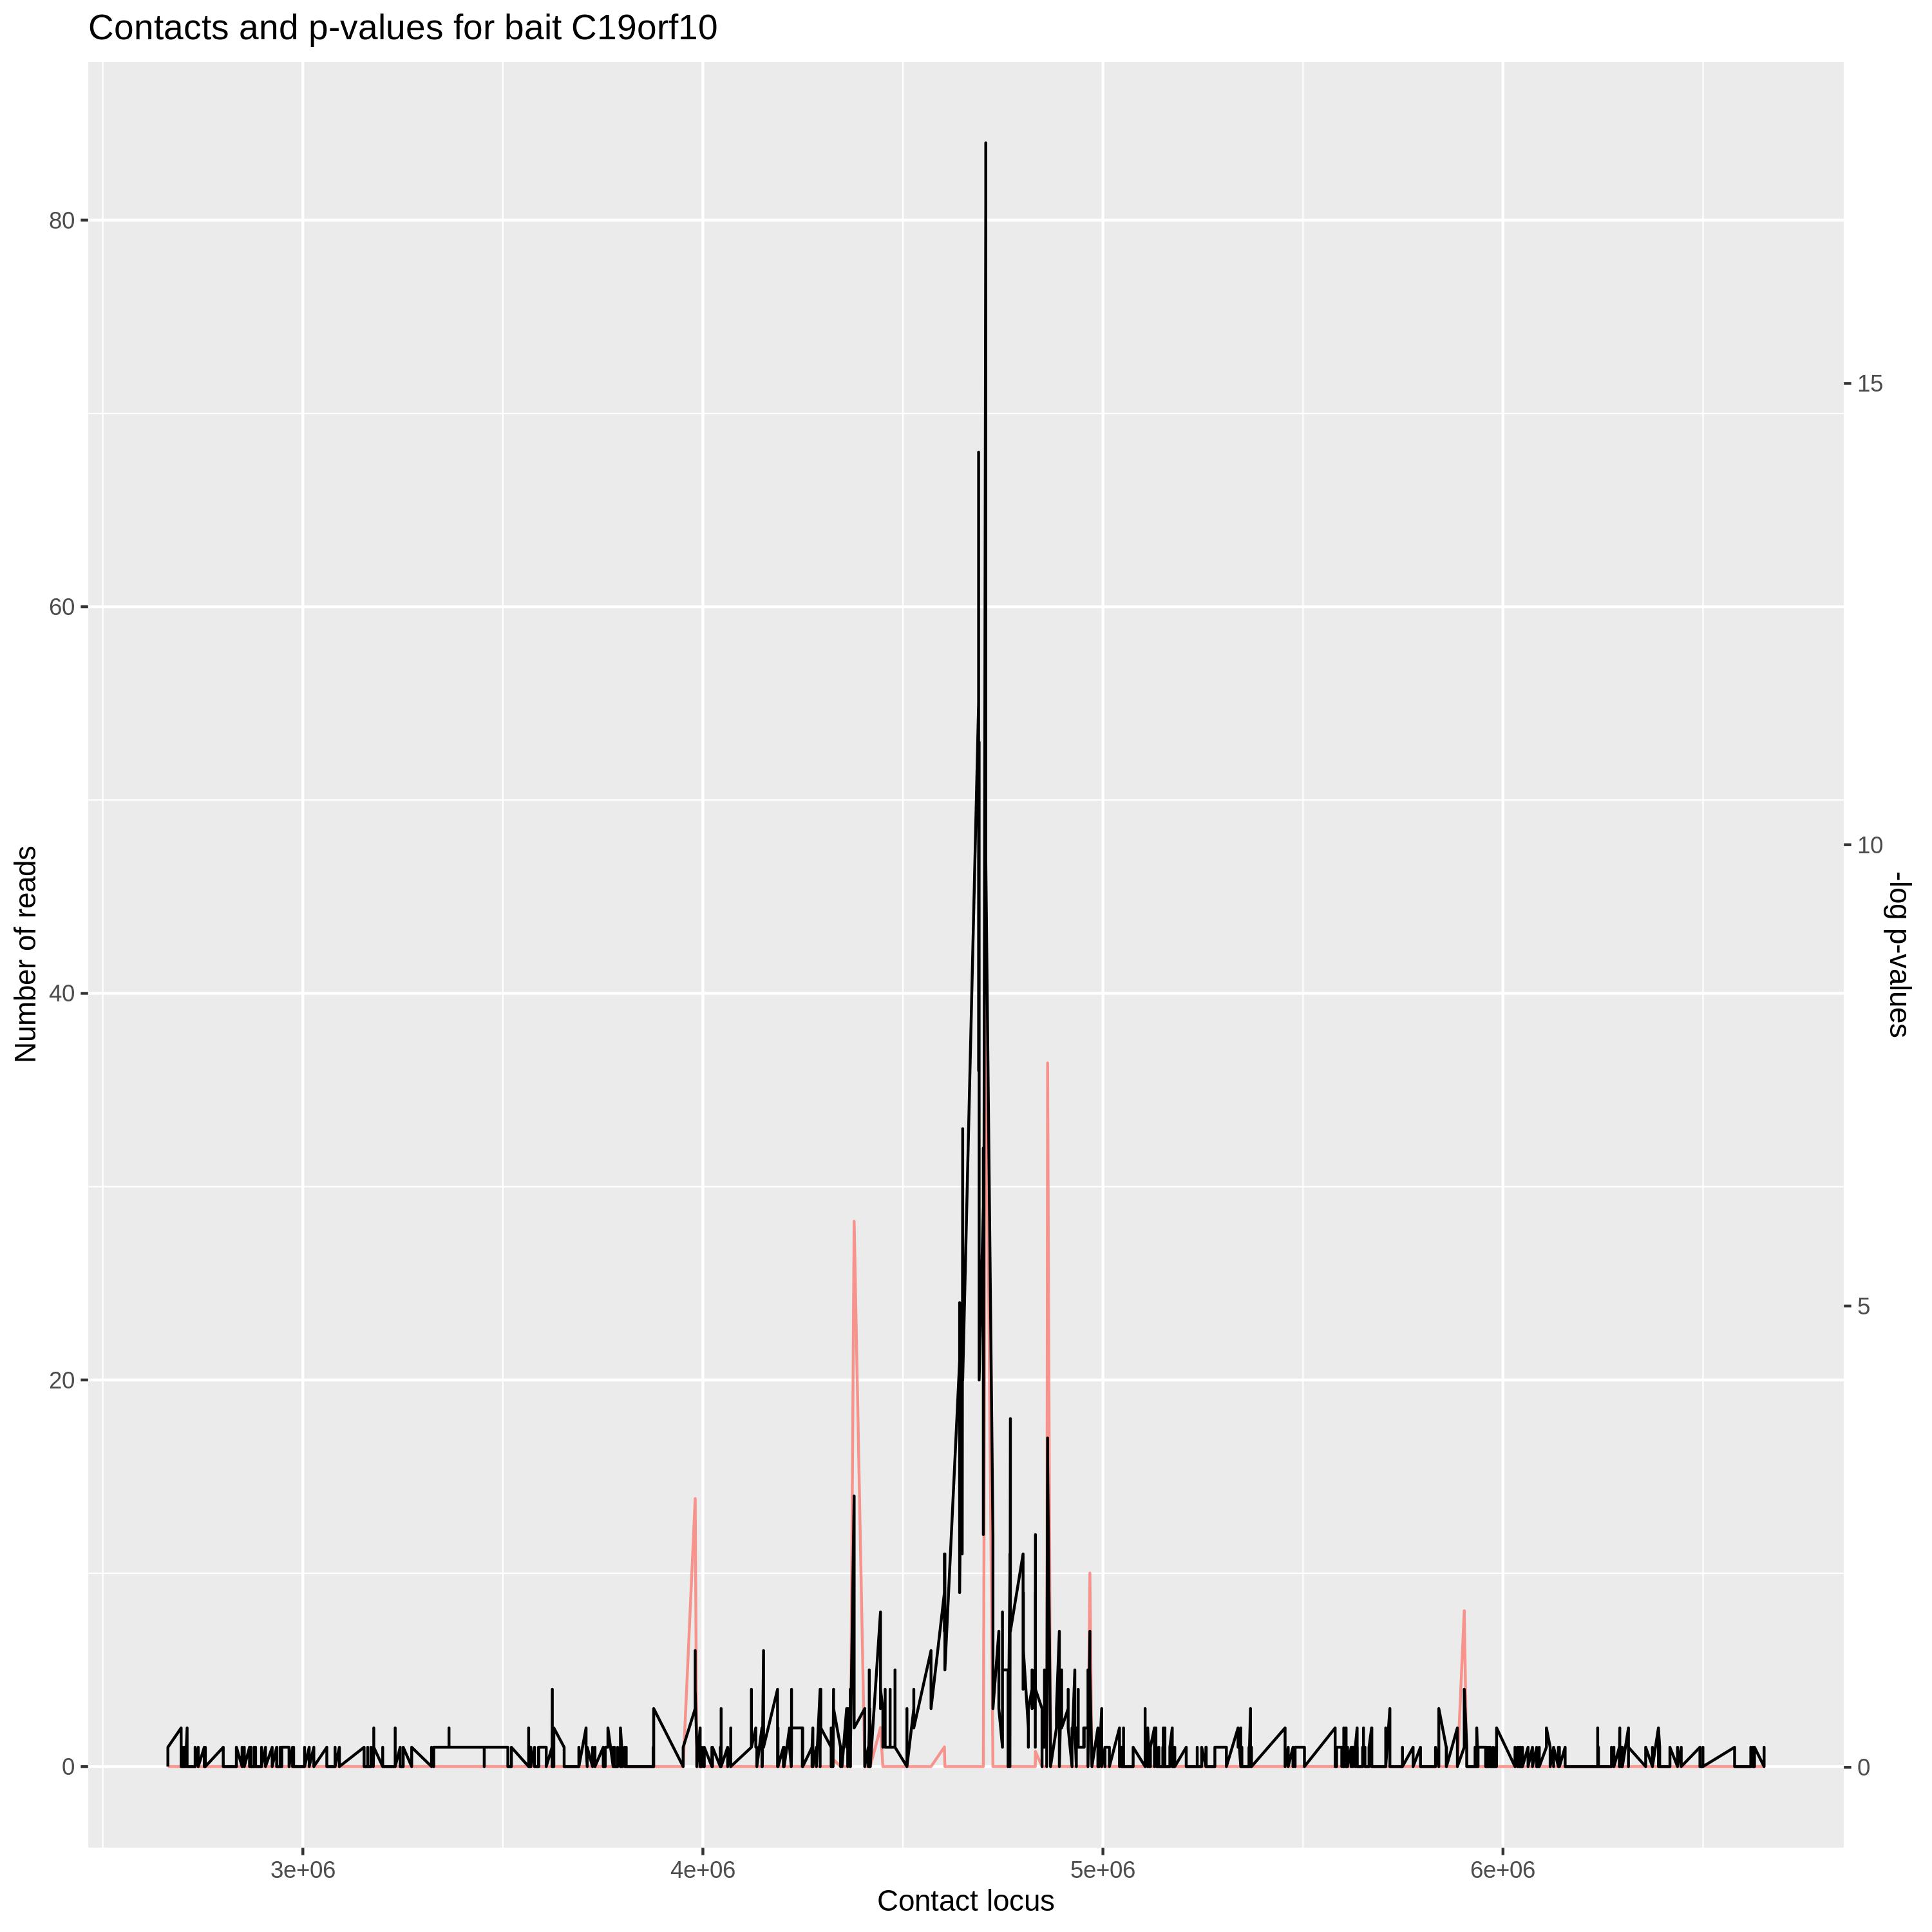 Contacts and p-values for bait C19orf10
80
60
40
20
0
15
10
5
0
Number of reads
-log p-values
3e+06
4e+06
5e+06
6e+06
Contact locus